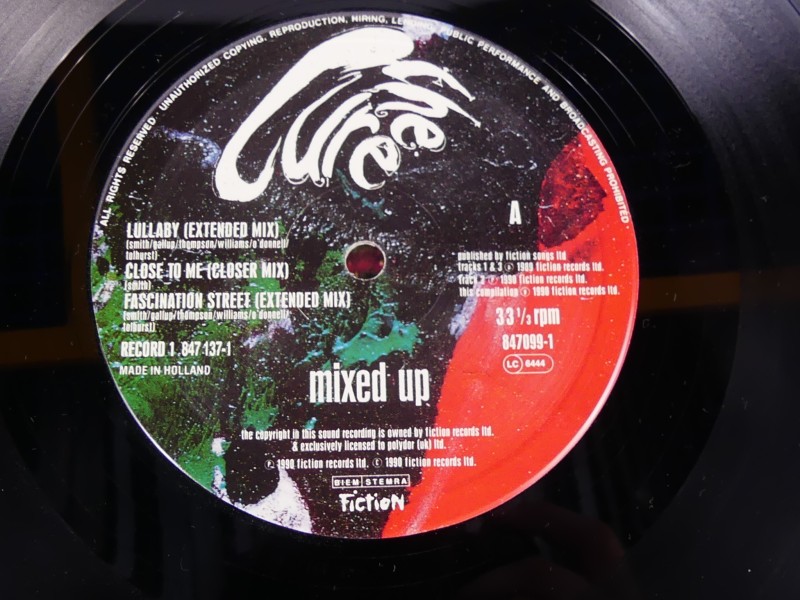 ALL RIGHTS RESERVED · UNAUTHORIZED COPYING, REPRODUCTION, HIRING, LENDING, PUBLIC PERFORMANCE AND BROADCASTING PROHIBITED.
the Cure
A
LULLABY (EXTENDED MIX)
(smith/gallup/thompson/williams/o'donnell/
tolhurst)
CLOSE TO ME (CLOSER MIX)
(smith)
FASCINATION STREET (EXTENDED MIX)
(smith/gallup/thompson/williams/o'donnell/
tolhurst)
RECORD 1 . 847 137-1
MADE IN HOLLAND
published by fiction songs ltd
tracks 1 & 3 ℗ 1989 fiction records ltd.
track 2 ℗ 1990 fiction records ltd.
this compilation ℗ 1990 fiction records ltd.
33 1/3 rpm
847099-1
LC 6444
mixed up
the copyright in this sound recording is owned by fiction records ltd.
& exclusively licensed to polydor (uk) ltd.
℗ 1990 fiction records ltd. © 1990 fiction records ltd.
BIEM STEMRA
Fiction